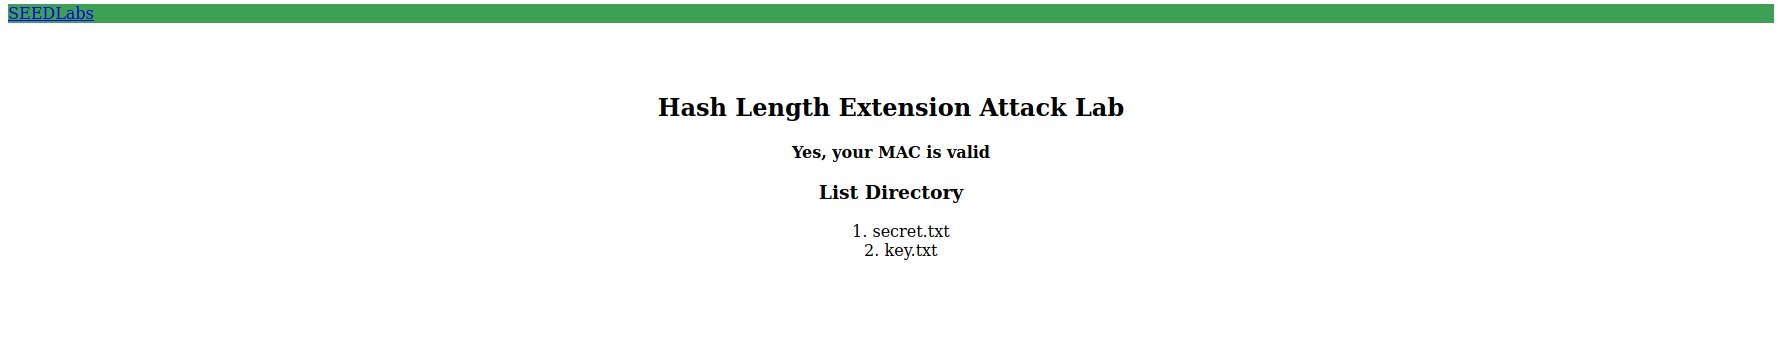 SEEDLabs
Hash Length Extension Attack Lab
Yes, your MAC is valid
List Directory
1. secret.txt
2. key.txt